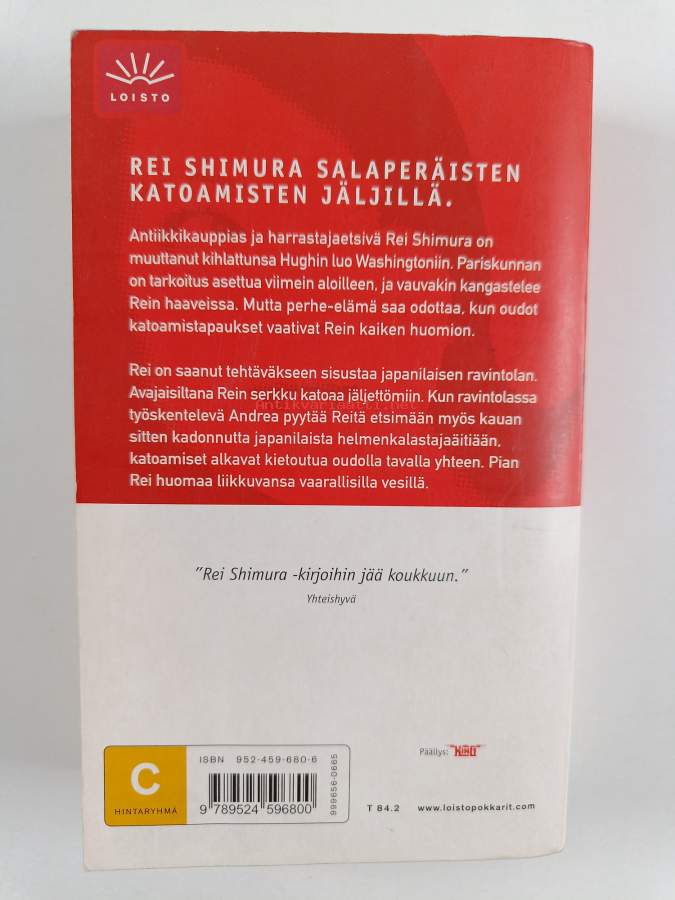 LOISTO
REI SHIMURA SALAPERÄISTEN
KATOAMISTEN JÄLJILLÄ.
Antiikkikauppias ja harrastajaetsivä Rei Shimura on
muuttanut kihlattunsa Hughin luo Washingtoniin. Pariskunnan
on tarkoitus asettua viimein aloilleen, ja vauvakin kangastelee
Rein haaveissa. Mutta perhe-elämä saa odottaa, kun oudot
katoamistapaukset vaativat Rein kaiken huomion.
Rei on saanut tehtäväkseen sisustaa japanilaisen ravintolan.
Avajaisiltana Rein serkku katoaa jäljettömiin. Kun ravintolassa
antikvariaatti.net
työskentelevä Andrea pyytää Reitä etsimään myös kauan
sitten kadonnutta japanilaista helmenkalastajaäitiään,
katoamiset alkavat kietoutua oudolla tavalla yhteen. Pian
Rei huomaa liikkuvansa vaarallisilla vesillä.
"Rei Shimura -kirjoihin jää koukkuun."
Yhteishyvä
C
HINTARYHMÄ
ISBN 952-459-680-6
9 789524 596800
999656-0665
Päällys: KING
T 84.2
www.loistopokkarit.com